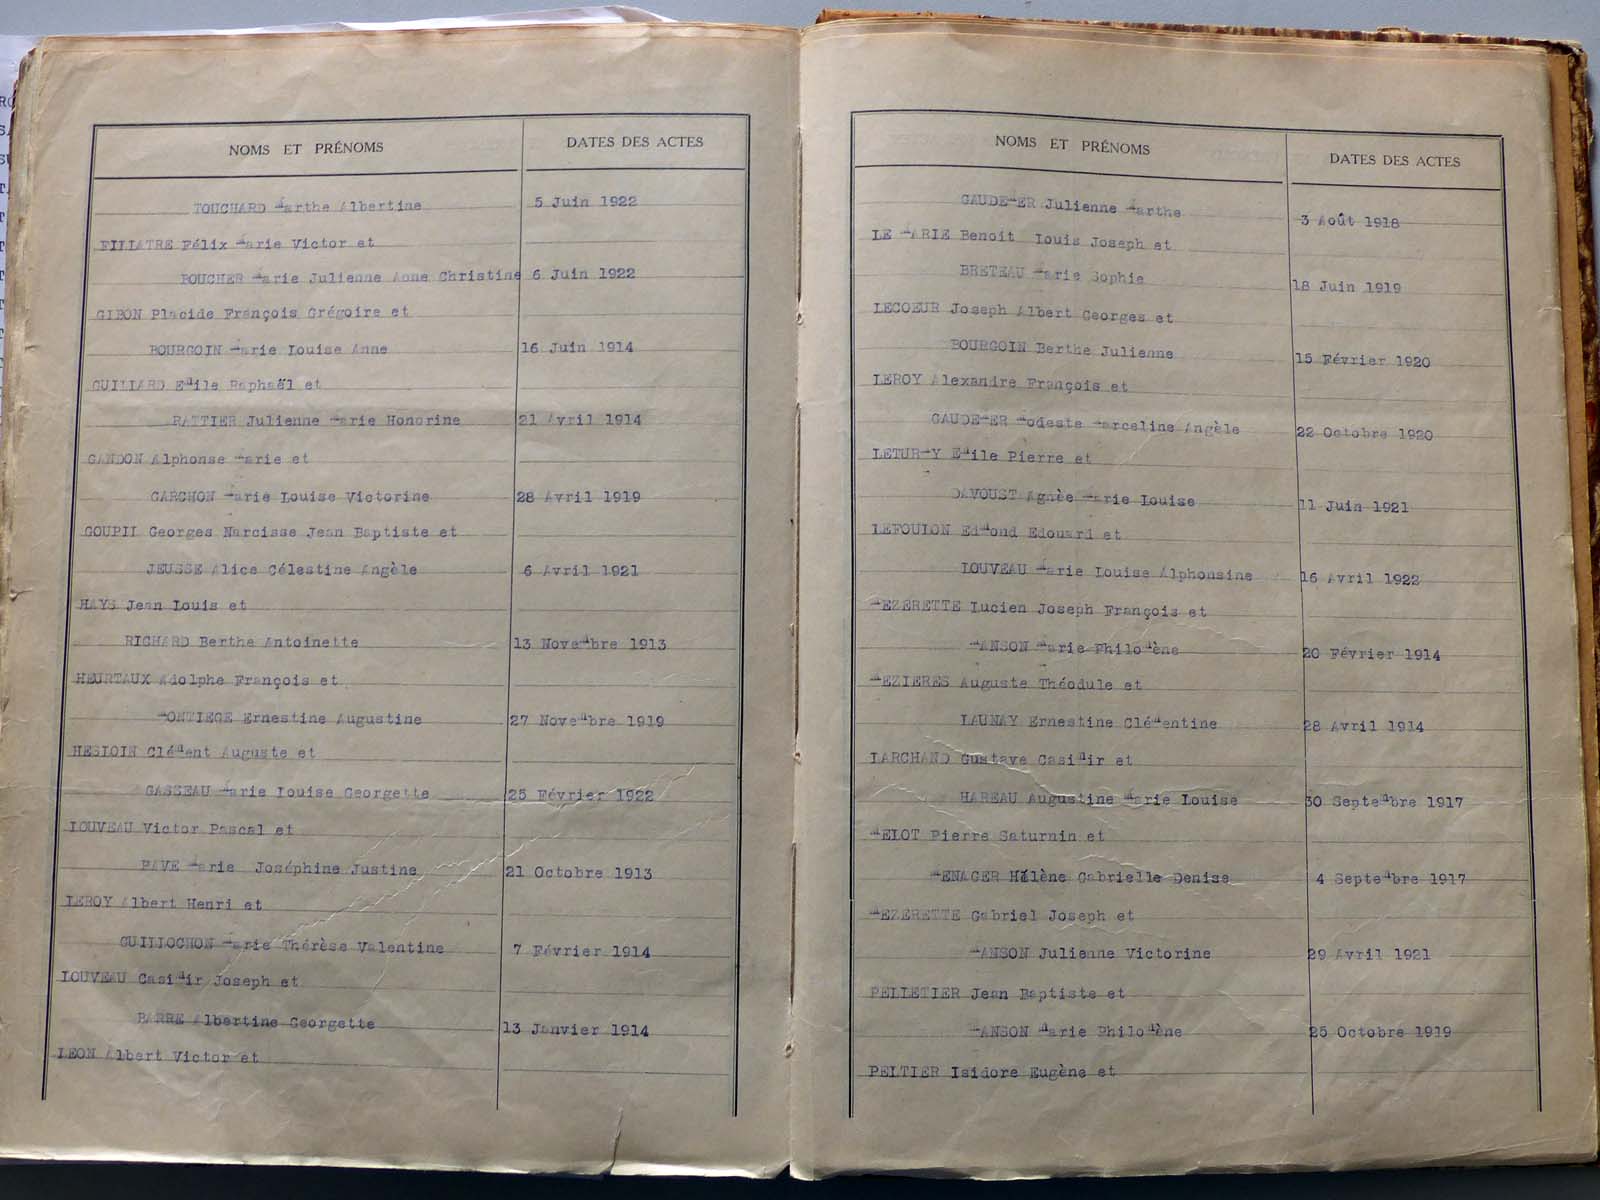 NOMS ET PRÉNOMS DATES DES ACTES
TOUCHARD Marthe Albertine 5 Juin 1922
FILLATRE Félix Marie Victor et
BOUCHER Marie Julienne Anne Christine 6 Juin 1922
GIBON Placide François Grégoire et
BOURGOIN Marie Louise Anne 16 Juin 1914
GUILLARD Emile Raphaël et
RATTIER Julienne Marie Honorine 21 Avril 1914
GANDON Alphonse Marie et
GARCHON Marie Louise Victorine 28 Avril 1919
GOUPIL Georges Narcisse Jean Baptiste et
JEUSSE Alice Célestine Angèle 6 Avril 1921
HAYS Jean Louis et
RICHARD Berthe Antoinette 13 Novembre 1913
HEURTAUX Adolphe François et
MONTIEGE Ernestine Augustine 27 Novembre 1919
HESLOIN Clément Auguste et
GASSEAU Marie Louise Georgette 25 Février 1922
LOUVEAU Victor Pascal et
PAVE Marie Joséphine Justine 21 Octobre 1913
LEROY Albert Henri et
GUILLOCHON Marie Thérèse Valentine 7 Février 1914
LOUVEAU Casimir Joseph et
BARRE Albertine Georgette 13 Janvier 1914
LEON Albert Victor et
NOMS ET PRÉNOMS DATES DES ACTES
GAUDEMER Julienne Marthe 3 Août 1918
LE MARIE Benoit Louis Joseph et
BRETEAU Marie Sophie 18 Juin 1919
LECOEUR Joseph Albert Georges et
BOURGOIN Berthe Julienne 15 Février 1920
LEROY Alexandre François et
GAUDEMER Modeste Marceline Angèle 22 Octobre 1920
LETURMY Emile Pierre et
DAVOUST Agnès Marie Louise 11 Juin 1921
LEFOULON Edmond Edouard et
LOUVEAU Marie Louise Alphonsine 16 Avril 1922
MEZERETTE Lucien Joseph François et
MANSON Marie Philomène 20 Février 1914
MEZIERES Auguste Théodule et
LAUNAY Ernestine Clémentine 28 Avril 1914
LARCHAND Gustave Casimir et
HAREAU Augustine Marie Louise 30 Septembre 1917
MELOT Pierre Saturnin et
MENAGER Hélène Gabrielle Denise 4 Septembre 1917
MEZERETTE Gabriel Joseph et
MANSON Julienne Victorine 29 Avril 1921
PELLETIER Jean Baptiste et
MANSON Marie Philomène 25 Octobre 1919
PELTIER Isidore Eugène et